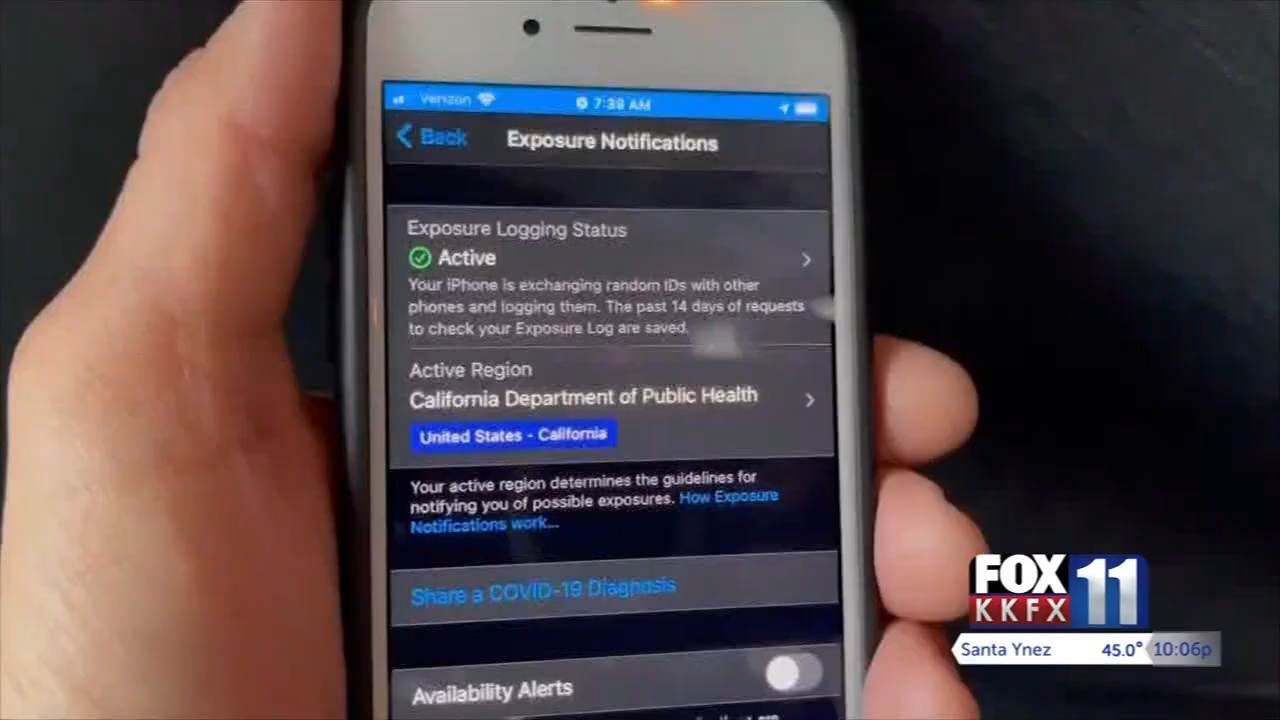 Verizon
7:39 AM
Back
Exposure Notifications
Exposure Logging Status
Active
Your iPhone is exchanging random IDs with other
phones and logging them. The past 14 days of requests
to check your Exposure Log are saved.
Active Region
California Department of Public Health
United States - California
Your active region determines the guidelines for
notifying you of possible exposures. How Exposure
Notifications work...
Share a COVID-19 Diagnosis
Availability Alerts
FOX 11
KKFX
Santa Ynez 45.0° 10:06p